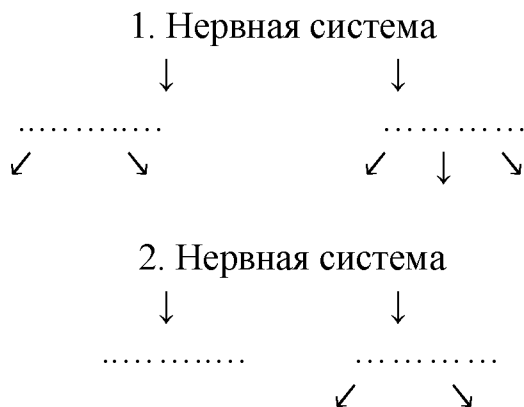 1. Нервная система
↓ ↓
............. ............
↙ ↘ ↙ ↓ ↘
2. Нервная система
↓ ↓
............. ............
↙ ↘